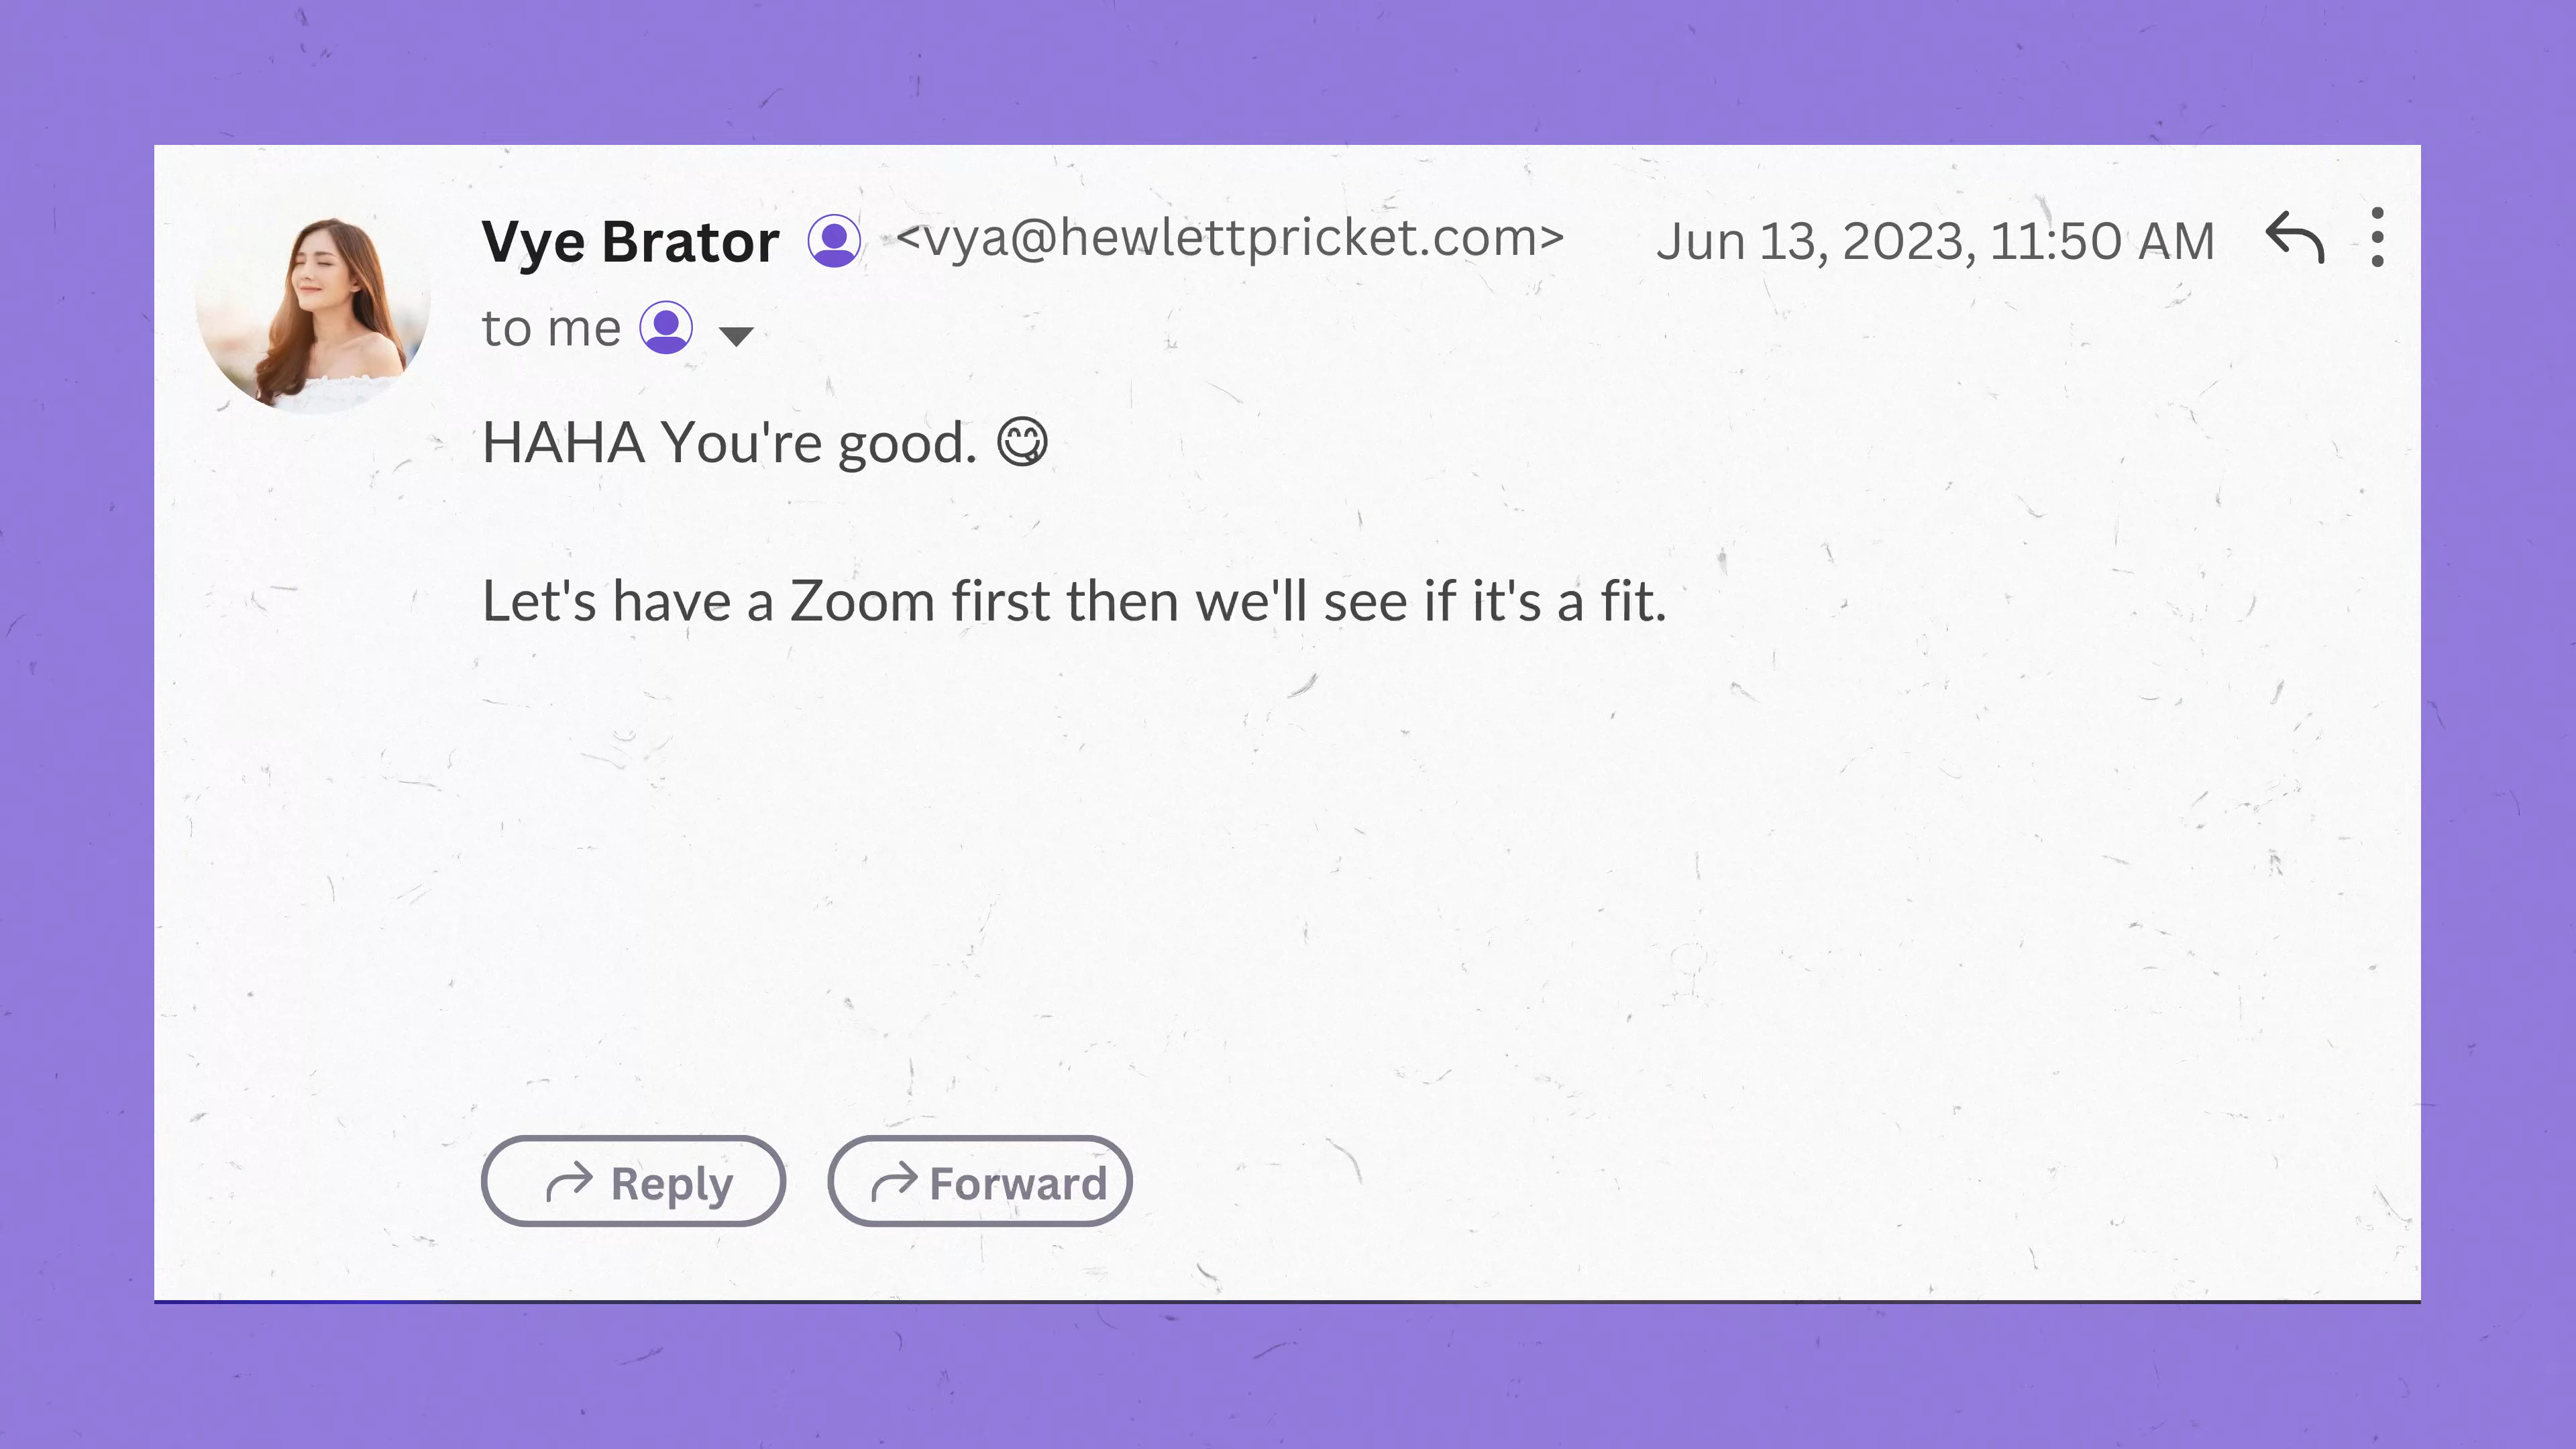 Vye Brator <vya@hewlettpricket.com> Jun 13, 2023, 11:50 AM
to me
HAHA You're good. 😋
Let's have a Zoom first then we'll see if it's a fit.
Reply Forward